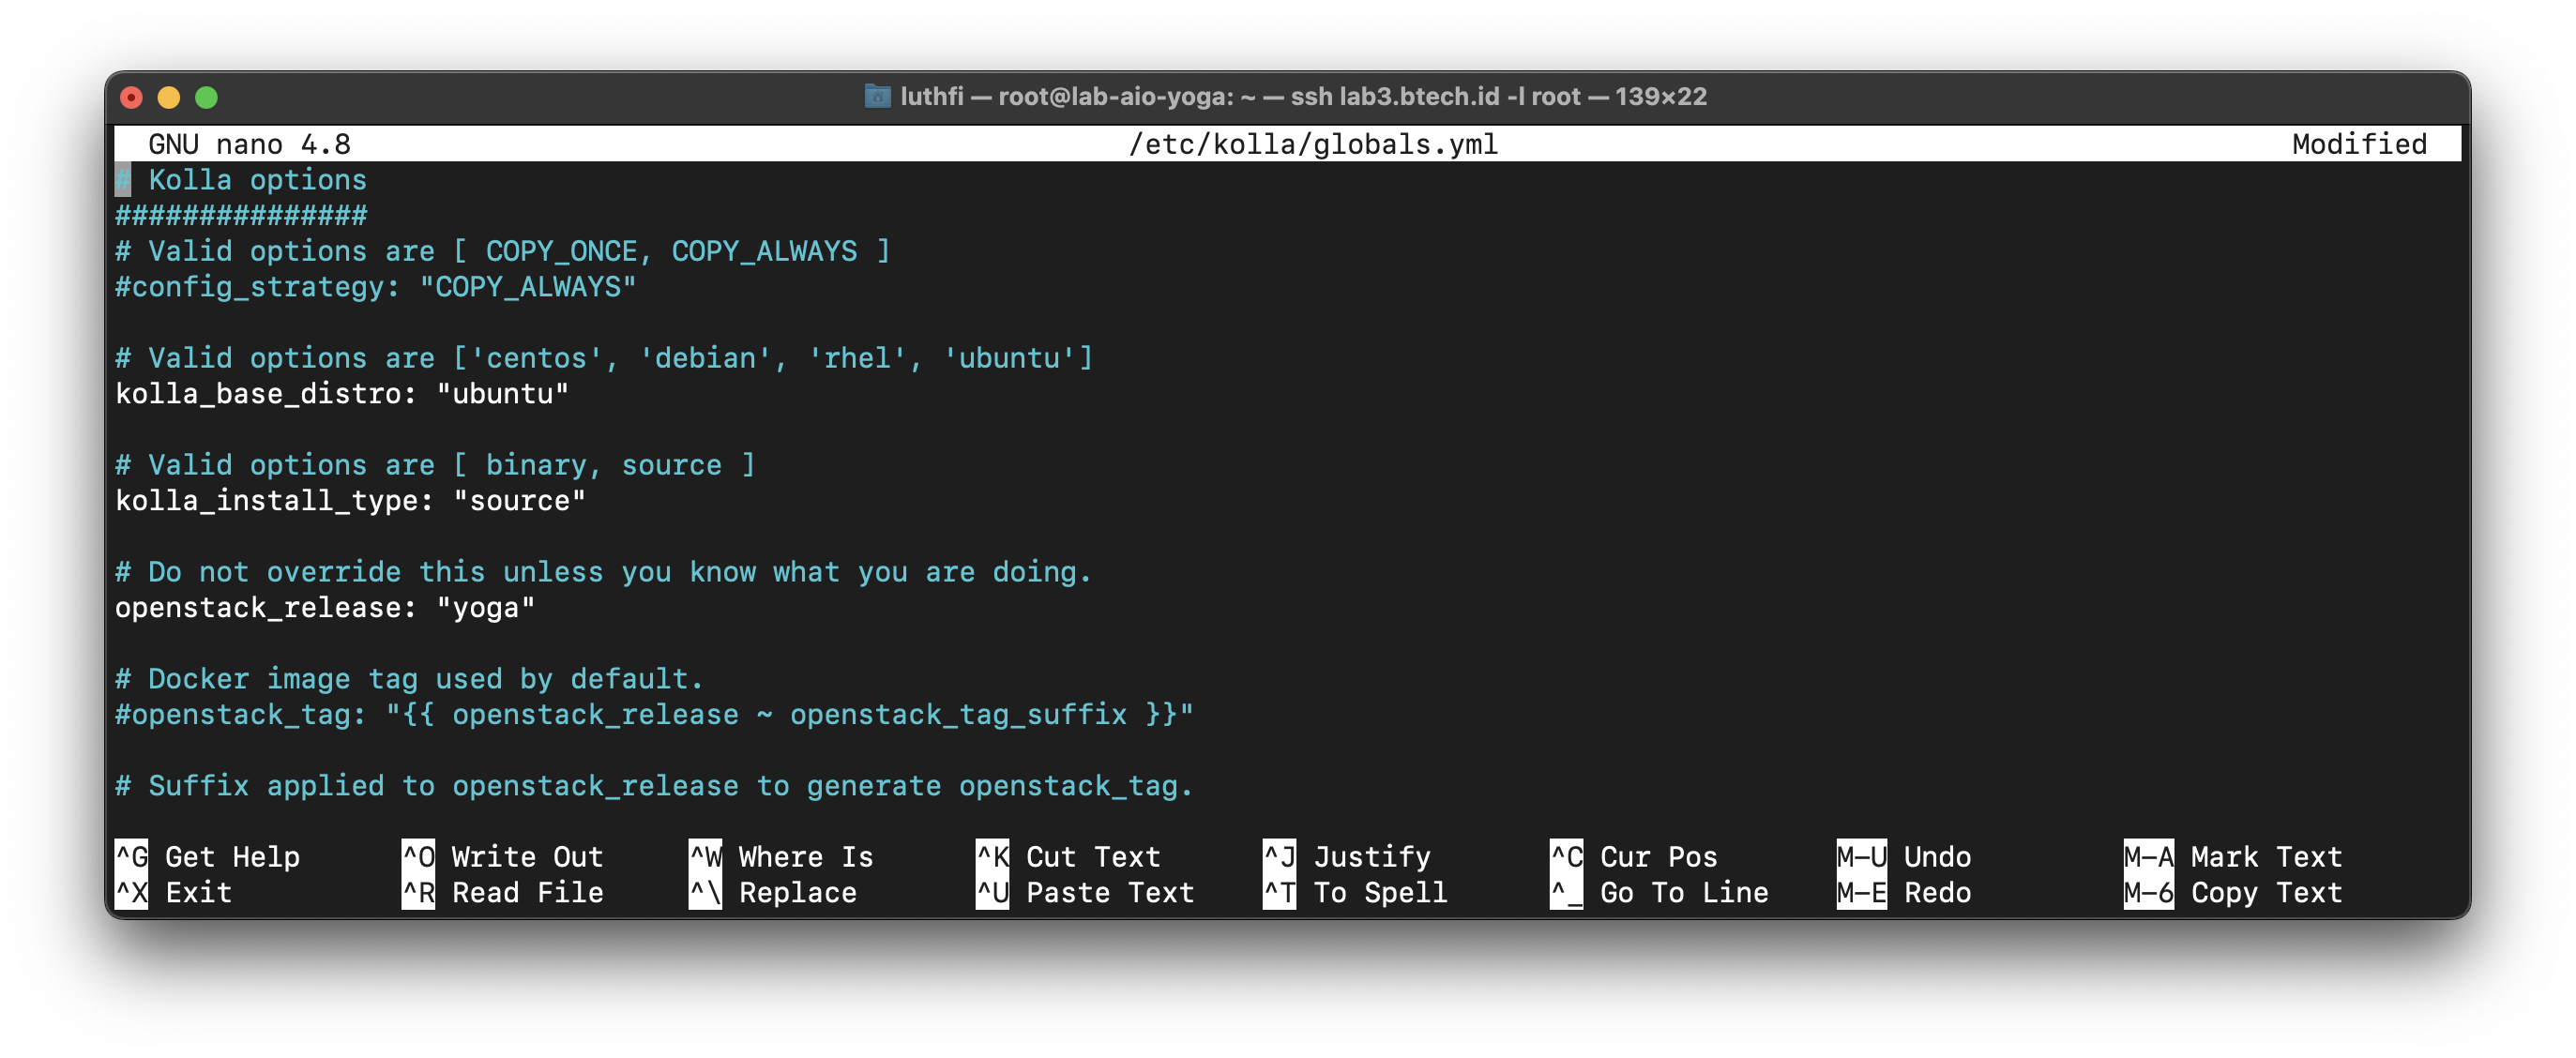 luthfi — root@lab-aio-yoga: ~ — ssh lab3.btech.id -l root — 139×22
GNU nano 4.8 /etc/kolla/globals.yml Modified
# Kolla options
###############
# Valid options are [ COPY_ONCE, COPY_ALWAYS ]
#config_strategy: "COPY_ALWAYS"
# Valid options are ['centos', 'debian', 'rhel', 'ubuntu']
kolla_base_distro: "ubuntu"
# Valid options are [ binary, source ]
kolla_install_type: "source"
# Do not override this unless you know what you are doing.
openstack_release: "yoga"
# Docker image tag used by default.
#openstack_tag: "{{ openstack_release ~ openstack_tag_suffix }}"
# Suffix applied to openstack_release to generate openstack_tag.
^G Get Help ^O Write Out ^W Where Is ^K Cut Text ^J Justify ^C Cur Pos M-U Undo M-A Mark Text
^X Exit ^R Read File ^\ Replace ^U Paste Text ^T To Spell ^_ Go To Line M-E Redo M-6 Copy Text